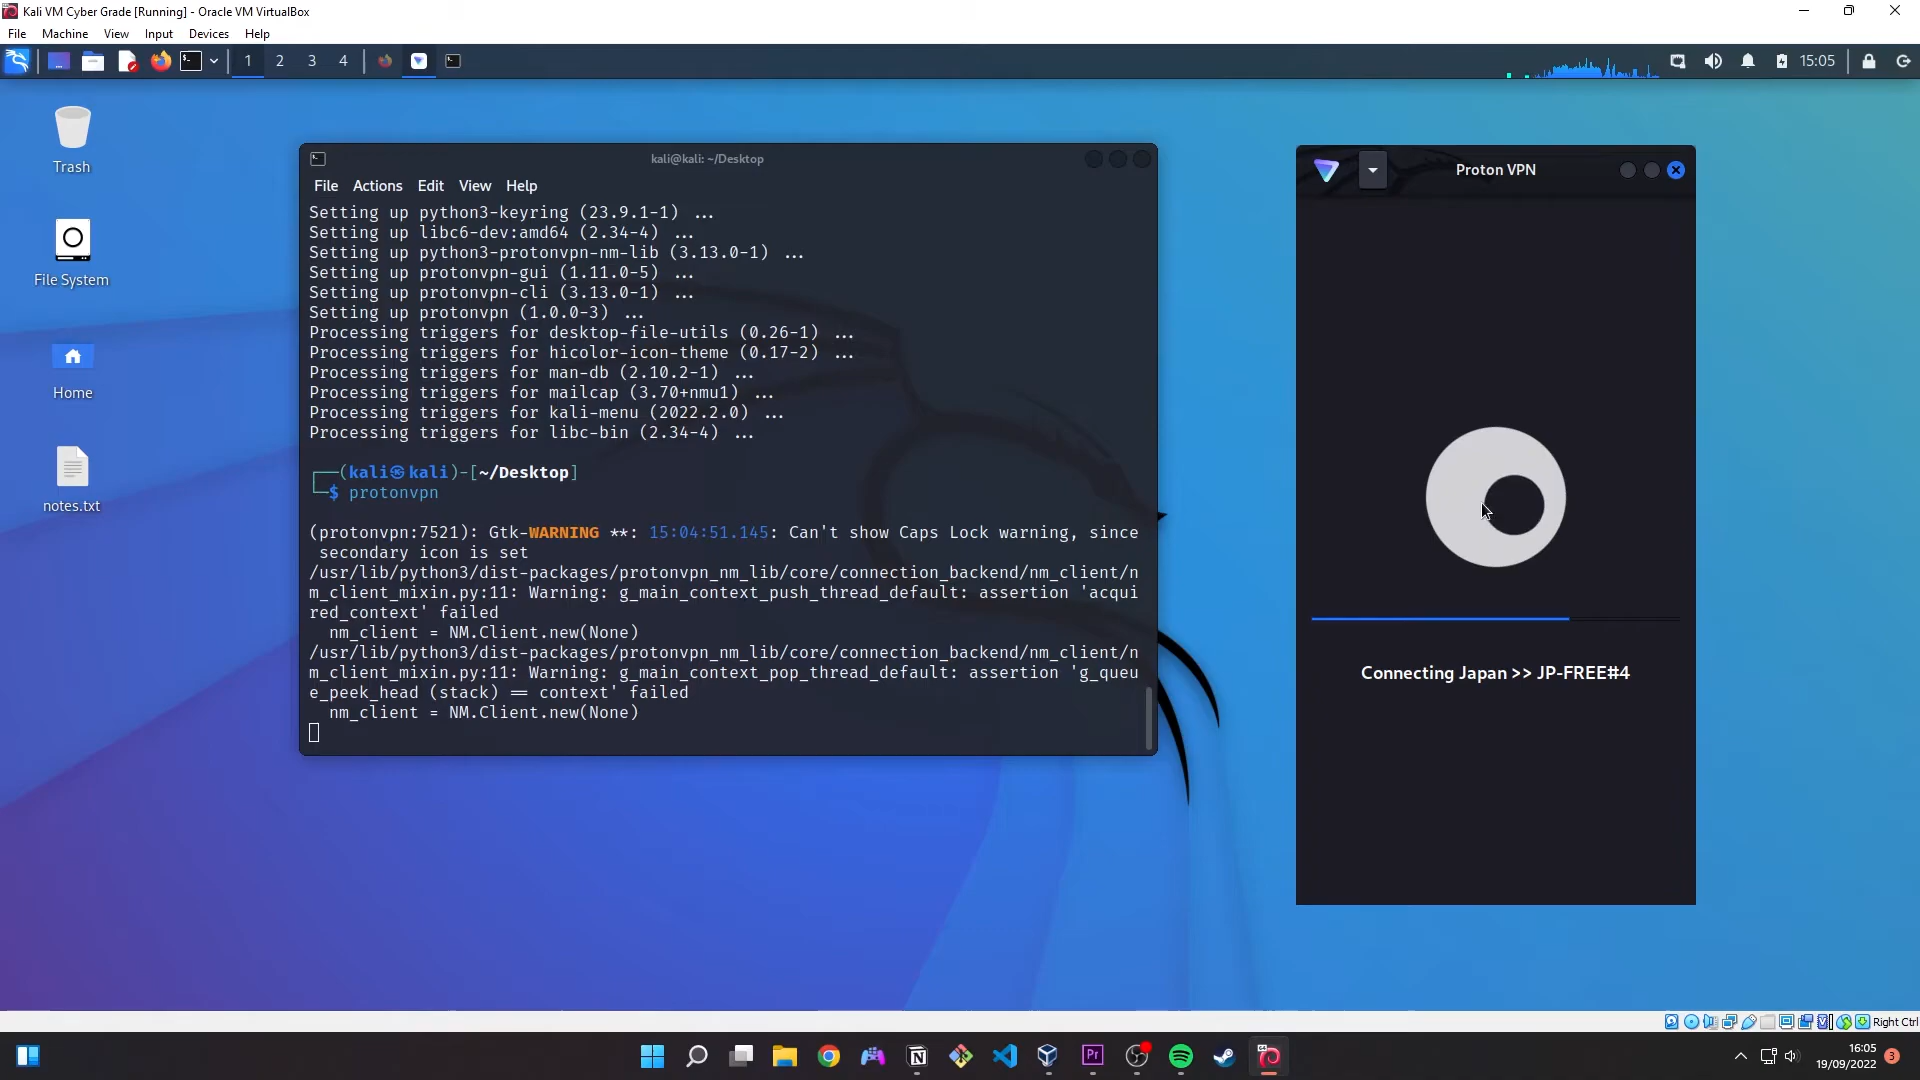 Kali VM Cyber Grade [Running] - Oracle VM VirtualBox
File Machine View Input Devices Help
1 2 3 4
15:05
Trash
File System
Home
notes.txt
kali@kali: ~/Desktop
File Actions Edit View Help
Setting up python3-keyring (23.9.1-1) ...
Setting up libc6-dev:amd64 (2.34-4) ...
Setting up python3-protonvpn-nm-lib (3.13.0-1) ...
Setting up protonvpn-gui (1.11.0-5) ...
Setting up protonvpn-cli (3.13.0-1) ...
Setting up protonvpn (1.0.0-3) ...
Processing triggers for desktop-file-utils (0.26-1) ...
Processing triggers for hicolor-icon-theme (0.17-2) ...
Processing triggers for man-db (2.10.2-1) ...
Processing triggers for mailcap (3.70+nmu1) ...
Processing triggers for kali-menu (2022.2.0) ...
Processing triggers for libc-bin (2.34-4) ...
┌──(kali㉿kali)-[~/Desktop]
└─$ protonvpn
(protonvpn:7521): Gtk-WARNING **: 15:04:51.145: Can't show Caps Lock warning, since
secondary icon is set
/usr/lib/python3/dist-packages/protonvpn_nm_lib/core/connection_backend/nm_client/n
m_client_mixin.py:11: Warning: g_main_context_push_thread_default: assertion 'acqui
red_context' failed
nm_client = NM.Client.new(None)
/usr/lib/python3/dist-packages/protonvpn_nm_lib/core/connection_backend/nm_client/n
m_client_mixin.py:11: Warning: g_main_context_pop_thread_default: assertion 'g_queu
e_peek_head (stack) == context' failed
nm_client = NM.Client.new(None)
Proton VPN
Connecting Japan >> JP-FREE#4
Right Ctrl
Pr
16:05
19/09/2022
3